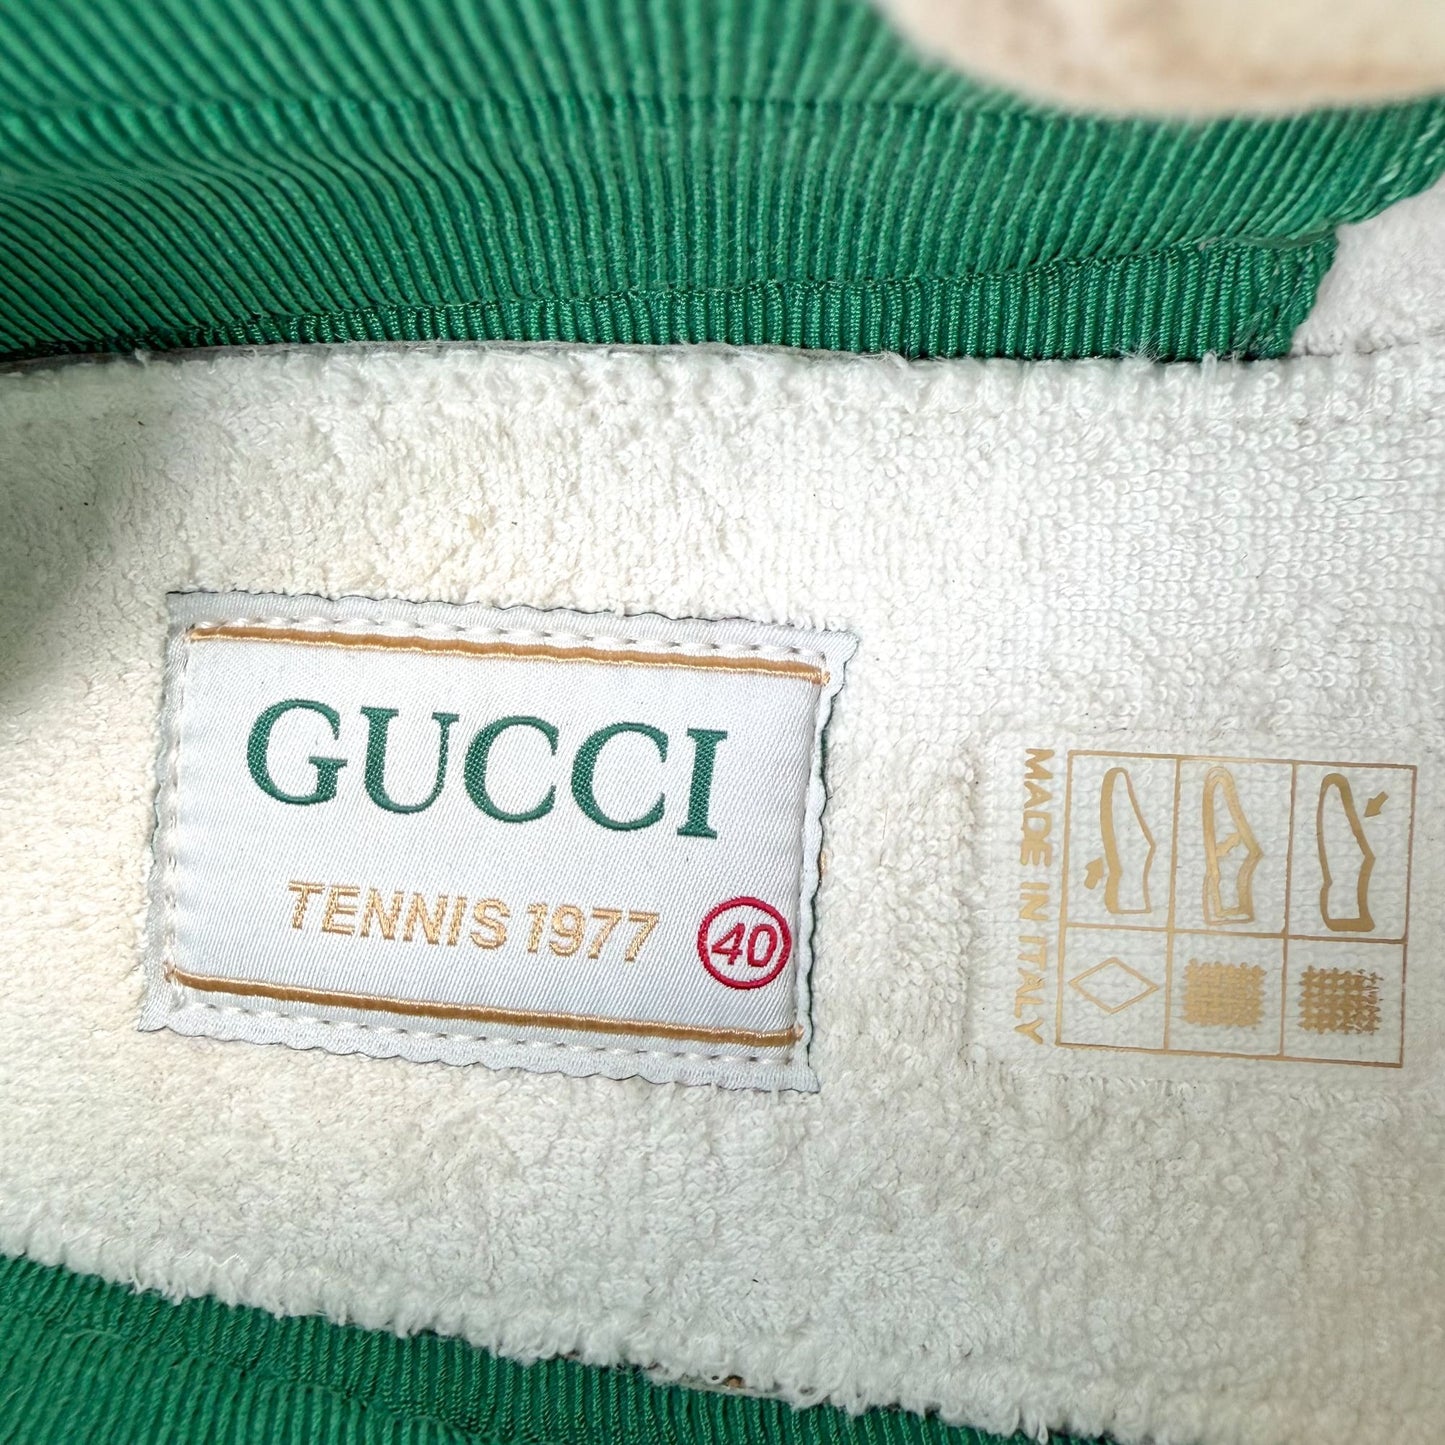 GUCCI
TENNIS 1977
40
MADE IN ITALY